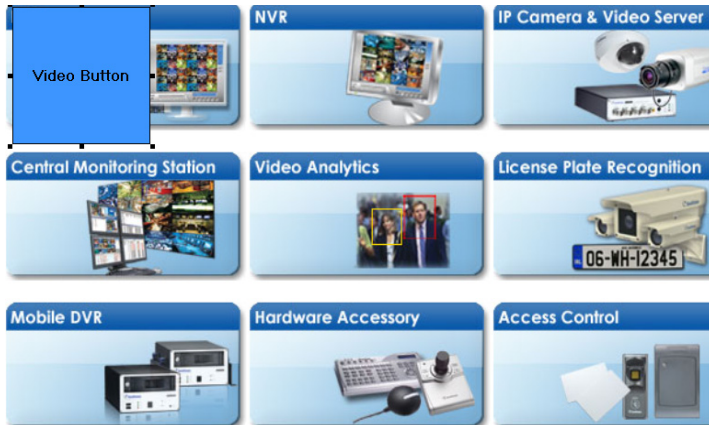 NVR
IP Camera & Video Server
Video Button
Central Monitoring Station
Video Analytics
License Plate Recognition
06-WH-12345
Mobile DVR
Hardware Accessory
Access Control